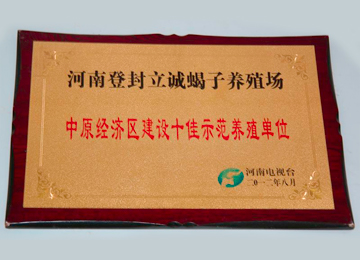 河南登封立诚蝎子养殖场
中原经济区建设十佳示范养殖单位
河南电视台
二〇一二年八月